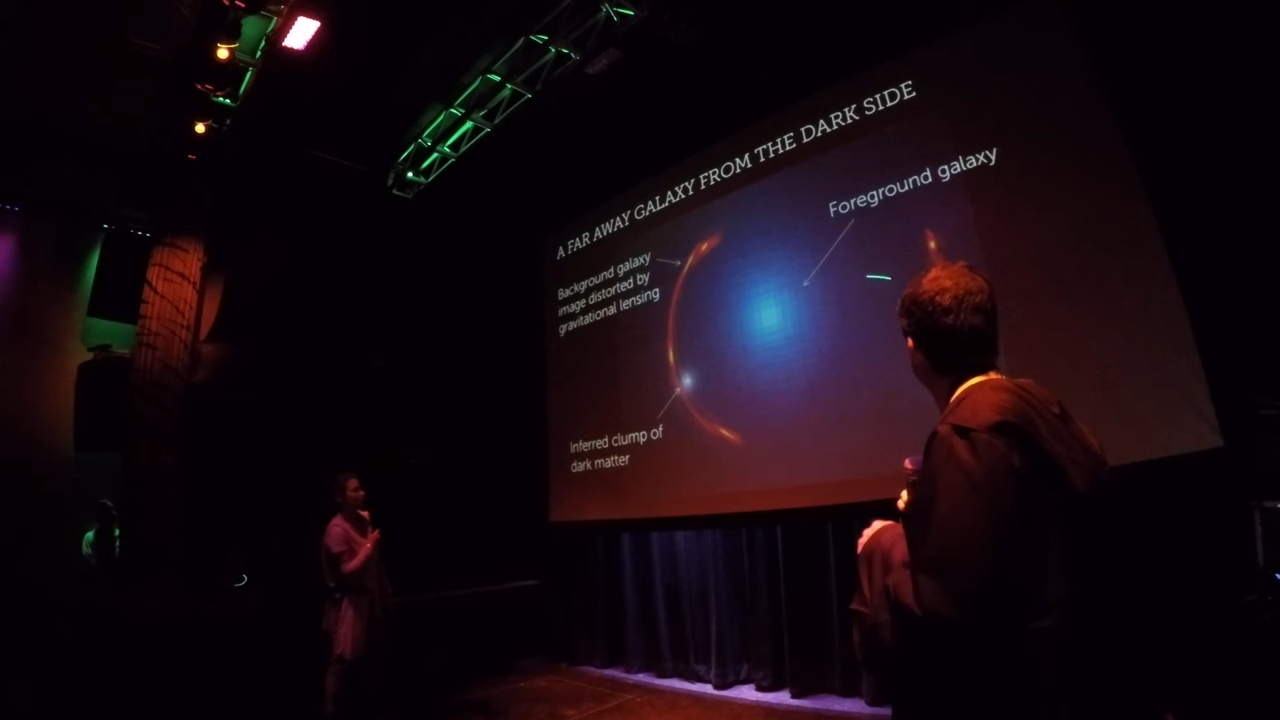 A FAR AWAY GALAXY FROM THE DARK SIDE
Foreground galaxy
Background galaxy
image distorted by
gravitational lensing
Inferred clump of
dark matter